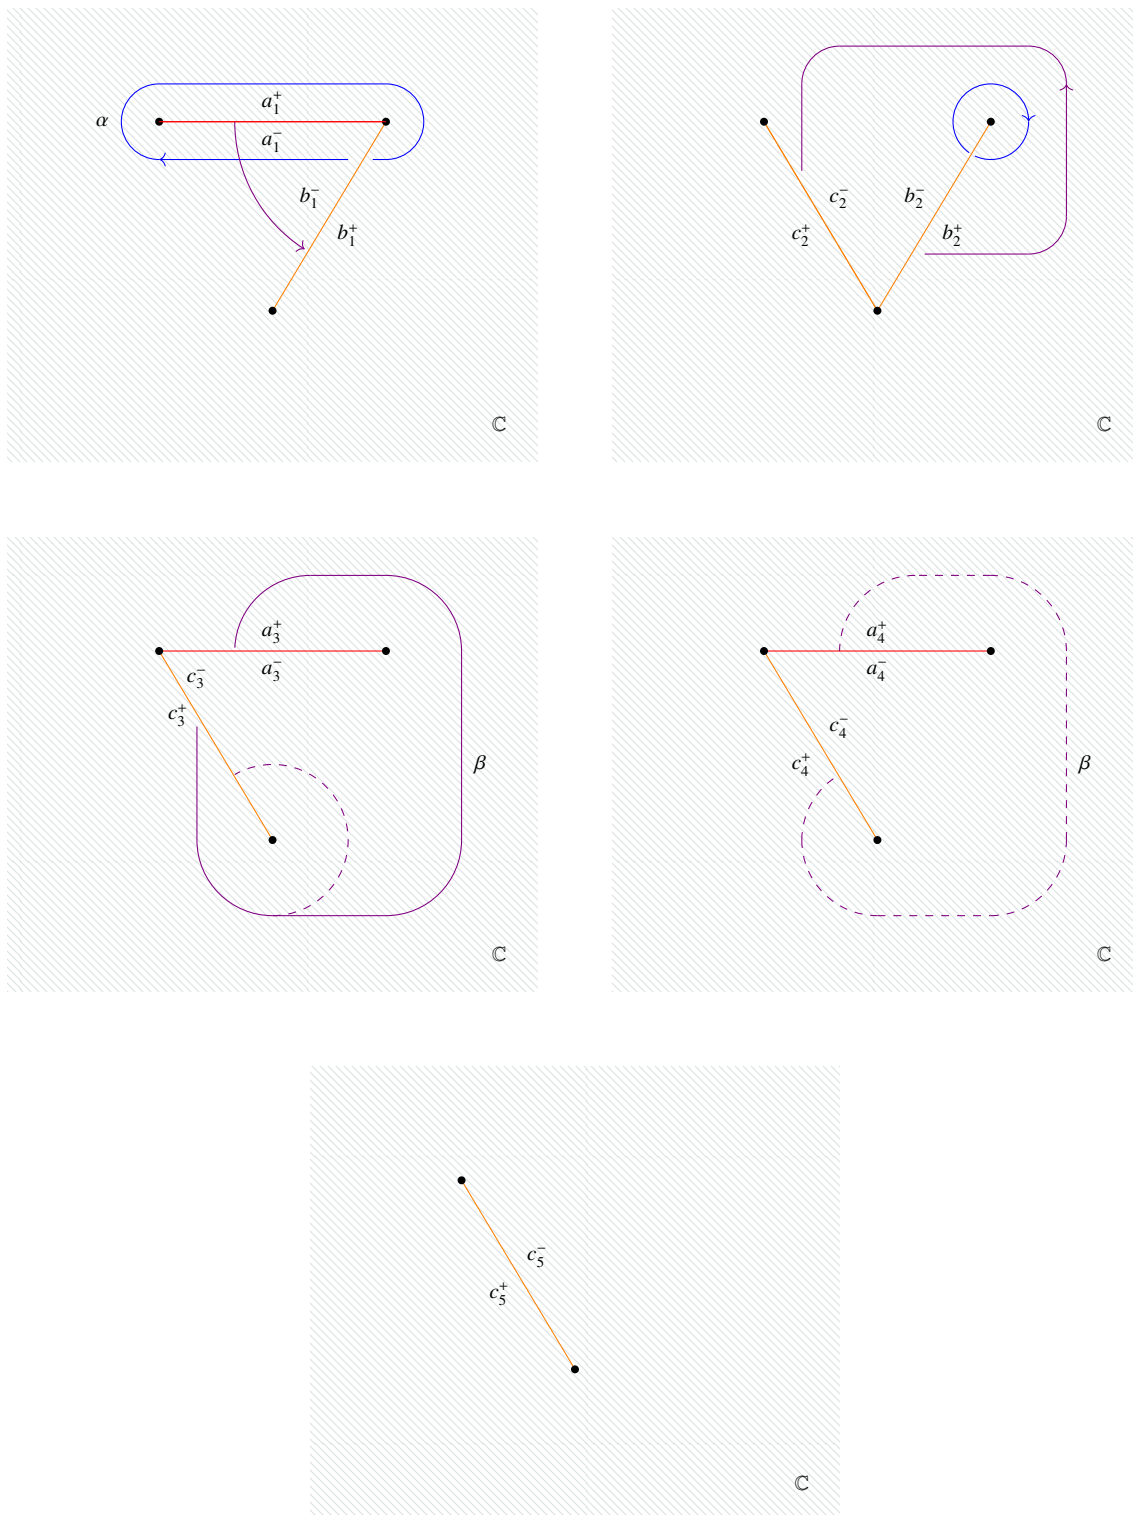 α
a₁⁺
a₁⁻
b₁⁻
b₁⁺
ℂ
c₂⁻
c₂⁺
b₂⁻
b₂⁺
ℂ
a₃⁺
a₃⁻
c₃⁻
c₃⁺
β
ℂ
a₄⁺
a₄⁻
c₄⁻
c₄⁺
β
ℂ
c₅⁻
c₅⁺
ℂ